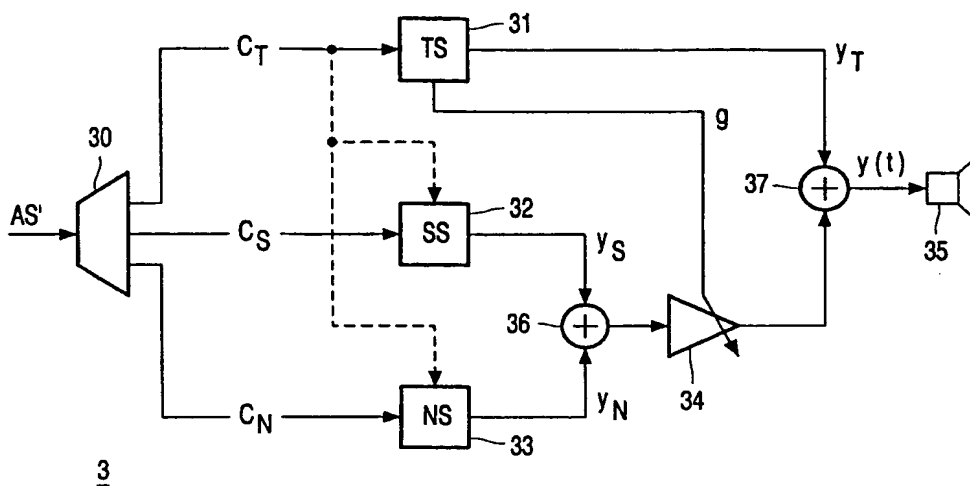 31
C_T
TS
y_T
30
g
37
+
y(t)
AS'
32
C_S
SS
y_S
35
36
+
34
C_N
NS
y_N
33
3